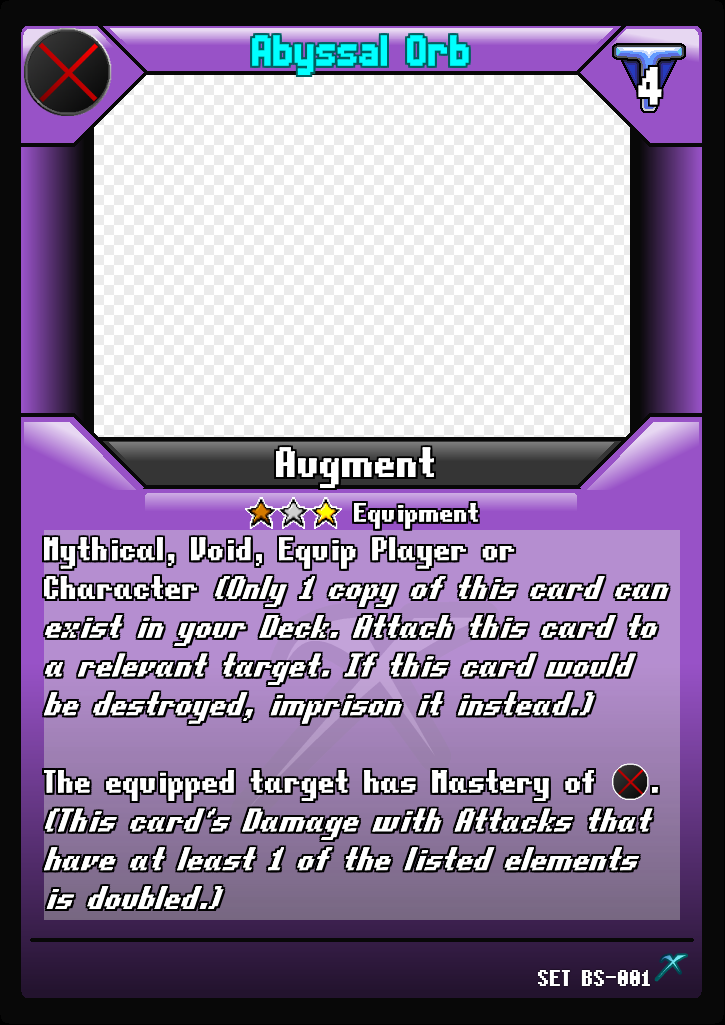 Abyssal Orb
4
Augment
Equipment
Mythical, Void, Equip Player or
Character (Only 1 copy of this card can
exist in your Deck. Attach this card to
a relevant target. If this card would
be destroyed, imprison it instead.)
The equipped target has Mastery of .
(This card's Damage with Attacks that
have at least 1 of the listed elements
is doubled.)
SET BS-001